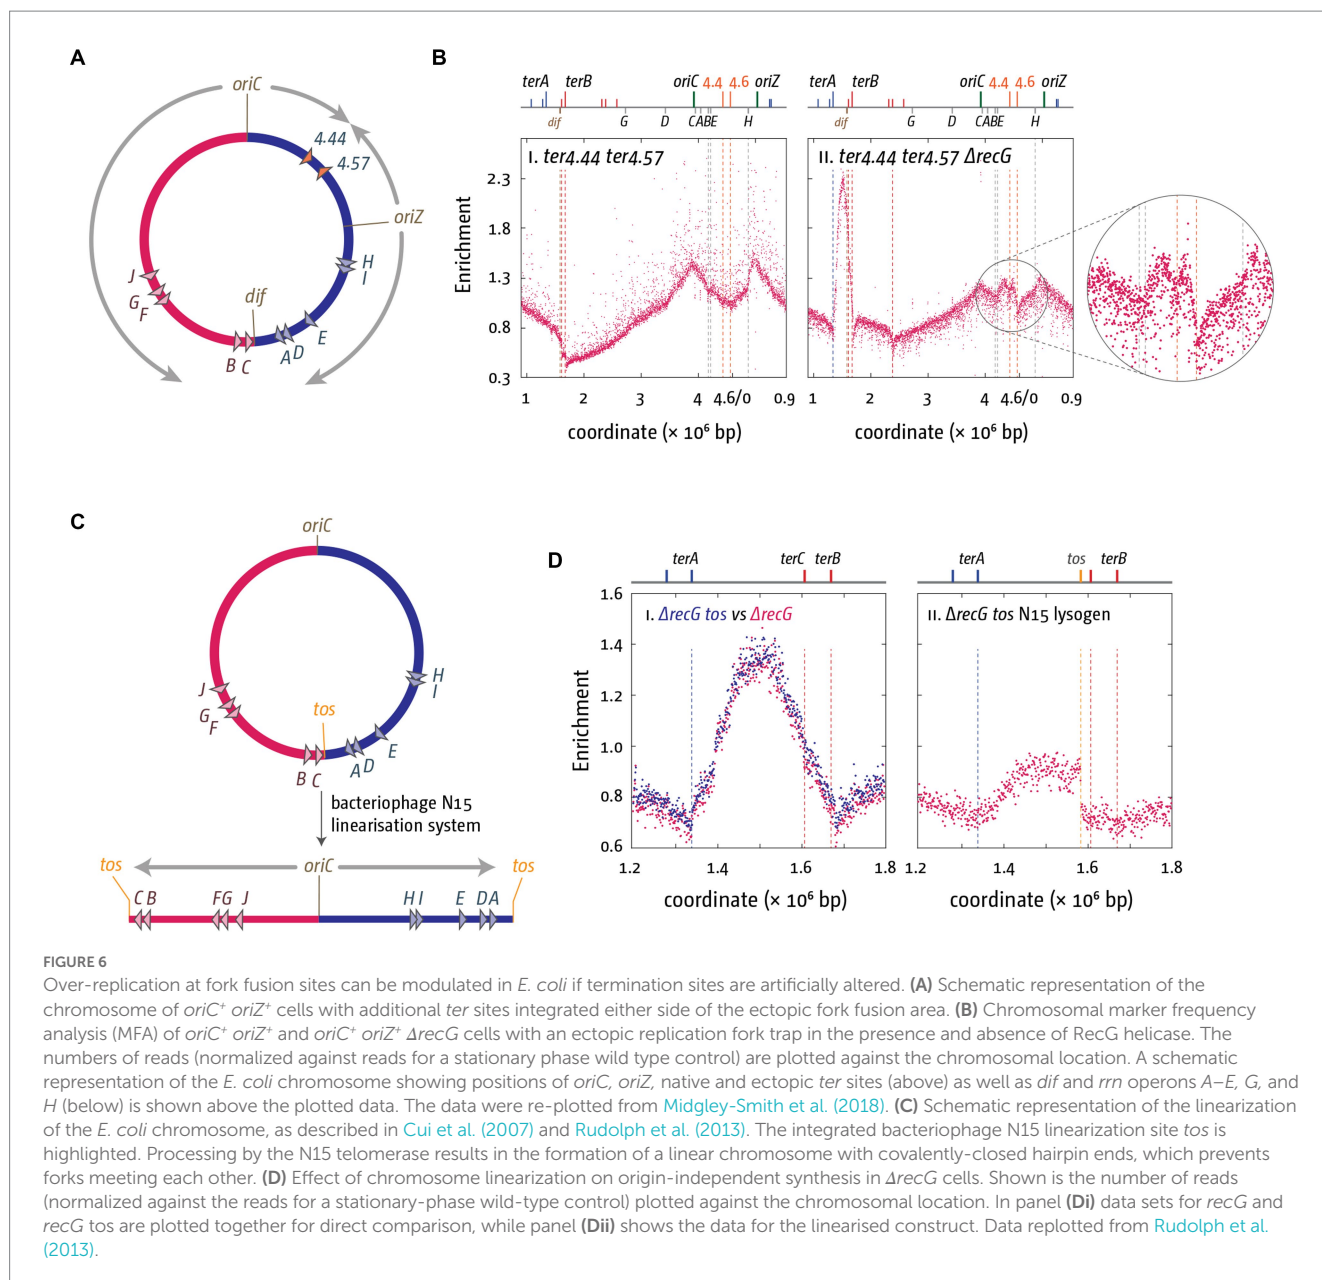 A
oriC
4.44
4.57
oriZ
H
I
J
G
F
dif
E
D
A
B
C
B
terA
terB
oriC
4.4
4.6
oriZ
dif
G
D
CABE
H
I. ter4.44 ter4.57
Enrichment
2.3
1.8
1.3
0.8
0.3
1
2
3
4
4.6/0
0.9
coordinate (× 10⁶ bp)
terA
terB
oriC
4.4
4.6
oriZ
dif
G
D
CABE
H
II. ter4.44 ter4.57 ΔrecG
1
2
3
4
4.6/0
0.9
coordinate (× 10⁶ bp)
C
oriC
H
I
J
G
F
tos
E
D
A
B
C
bacteriophage N15
linearisation system
tos
oriC
tos
C B
F G J
H I
E
D A
D
terA
terC
terB
I. ΔrecG tos vs ΔrecG
Enrichment
1.6
1.4
1.2
1.0
0.8
0.6
1.2
1.4
1.6
1.8
coordinate (× 10⁶ bp)
terA
tos
terB
II. ΔrecG tos N15 lysogen
1.2
1.4
1.6
1.8
coordinate (× 10⁶ bp)
FIGURE 6
Over-replication at fork fusion sites can be modulated in E. coli if termination sites are artificially altered. (A) Schematic representation of the
chromosome of oriC⁺ oriZ⁺ cells with additional ter sites integrated either side of the ectopic fork fusion area. (B) Chromosomal marker frequency
analysis (MFA) of oriC⁺ oriZ⁺ and oriC⁺ oriZ⁺ ΔrecG cells with an ectopic replication fork trap in the presence and absence of RecG helicase. The
numbers of reads (normalized against reads for a stationary phase wild type control) are plotted against the chromosomal location. A schematic
representation of the E. coli chromosome showing positions of oriC, oriZ, native and ectopic ter sites (above) as well as dif and rrn operons A–E, G, and
H (below) is shown above the plotted data. The data were re-plotted from Midgley-Smith et al. (2018). (C) Schematic representation of the linearization
of the E. coli chromosome, as described in Cui et al. (2007) and Rudolph et al. (2013). The integrated bacteriophage N15 linearization site tos is
highlighted. Processing by the N15 telomerase results in the formation of a linear chromosome with covalently-closed hairpin ends, which prevents
forks meeting each other. (D) Effect of chromosome linearization on origin-independent synthesis in ΔrecG cells. Shown is the number of reads
(normalized against the reads for a stationary-phase wild-type control) plotted against the chromosomal location. In panel (Di) data sets for recG and
recG tos are plotted together for direct comparison, while panel (Dii) shows the data for the linearised construct. Data replotted from Rudolph et al.
(2013).